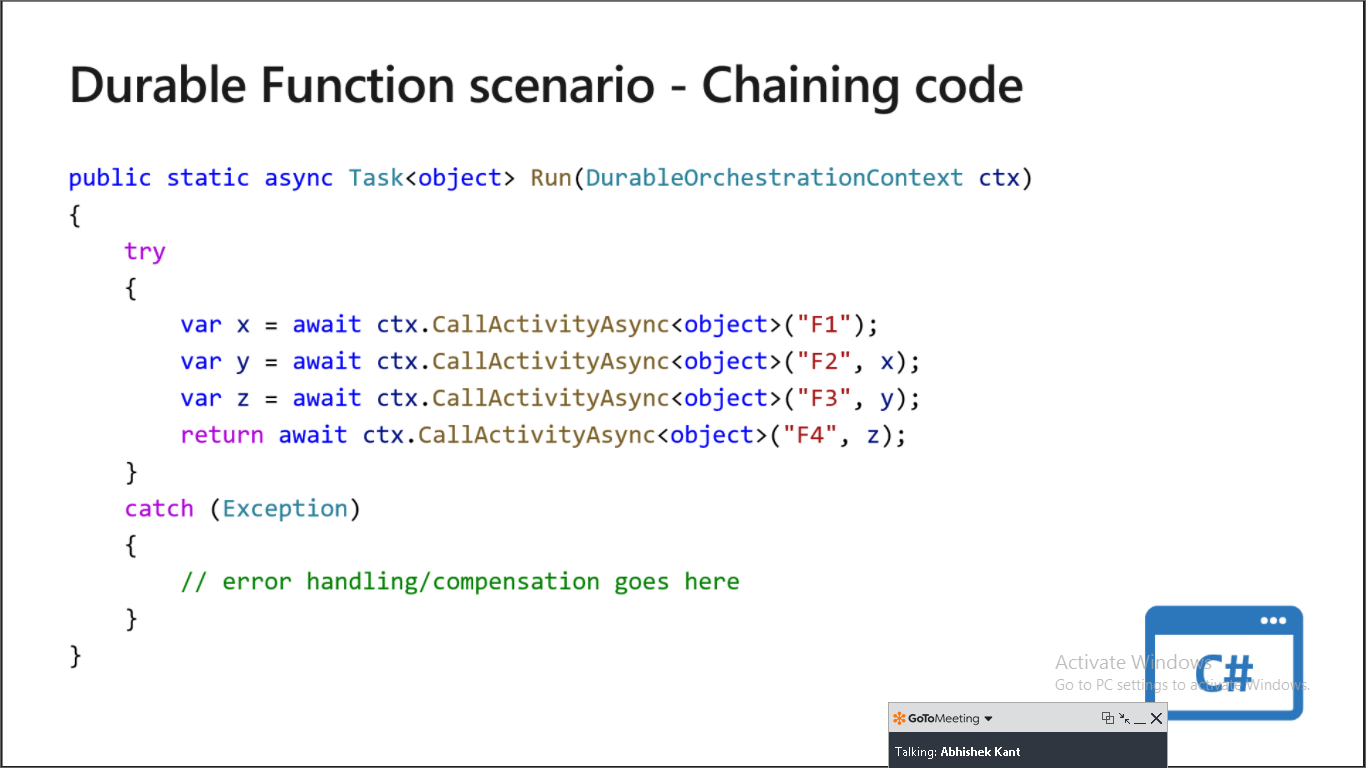 Durable Function scenario - Chaining code
public static async Task<object> Run(DurableOrchestrationContext ctx)
{
    try
    {
        var x = await ctx.CallActivityAsync<object>("F1");
        var y = await ctx.CallActivityAsync<object>("F2", x);
        var z = await ctx.CallActivityAsync<object>("F3", y);
        return await ctx.CallActivityAsync<object>("F4", z);
    }
    catch (Exception)
    {
        // error handling/compensation goes here
    }
}
C#
Activate Windows
Go to PC settings to activate Windows.
GoToMeeting
Talking: Abhishek Kant